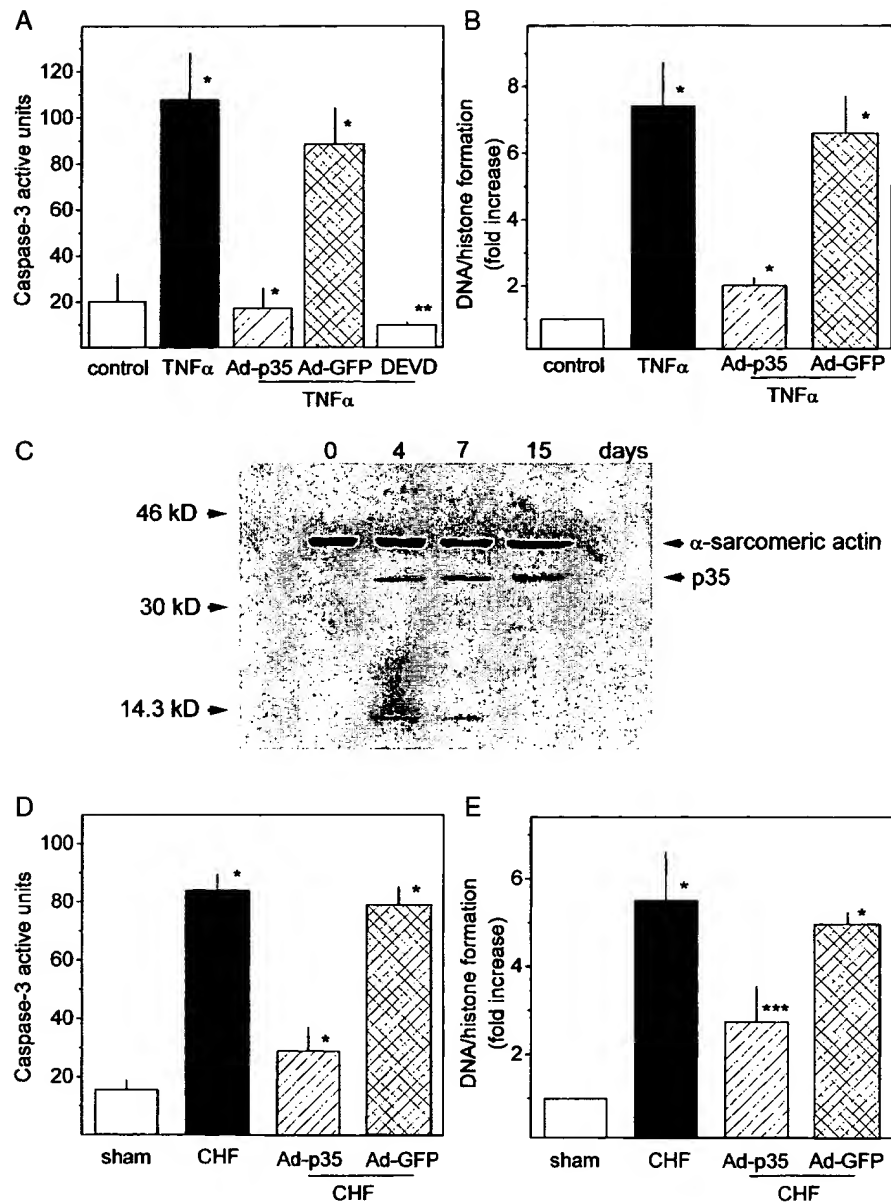 A
Caspase-3 active units
120
100
80
60
40
20
*
*
*
**
control TNFα Ad-p35 Ad-GFP DEVD
TNFα
B
DNA/histone formation
(fold increase)
8
6
4
2
*
*
*
control TNFα Ad-p35 Ad-GFP
TNFα
C
0 4 7 15 days
46 kD
α-sarcomeric actin
p35
30 kD
14.3 kD
D
Caspase-3 active units
100
80
60
40
20
*
*
*
sham CHF Ad-p35 Ad-GFP
CHF
E
DNA/histone formation
(fold increase)
6
4
2
*
***
*
sham CHF Ad-p35 Ad-GFP
CHF